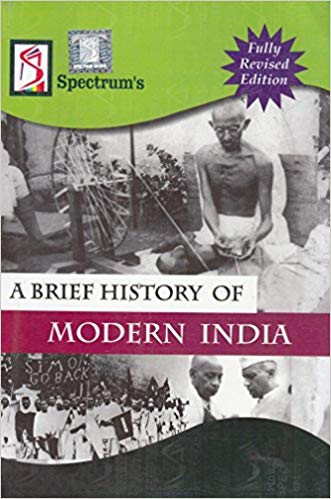 Spectrum's
Fully
Revised
Edition
A BRIEF HISTORY OF
MODERN INDIA
SIMON
GO BACK